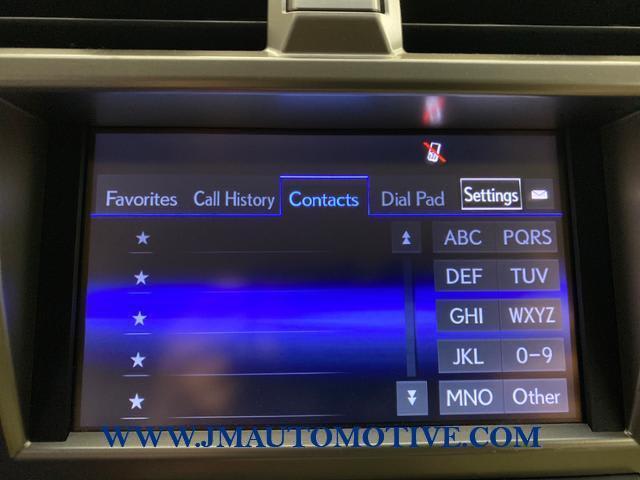 Favorites Call History Contacts Dial Pad Settings
ABC PQRS
DEF TUV
GHI WXYZ
JKL 0-9
MNO Other
WWW.JMAUTOMOTIVE.COM